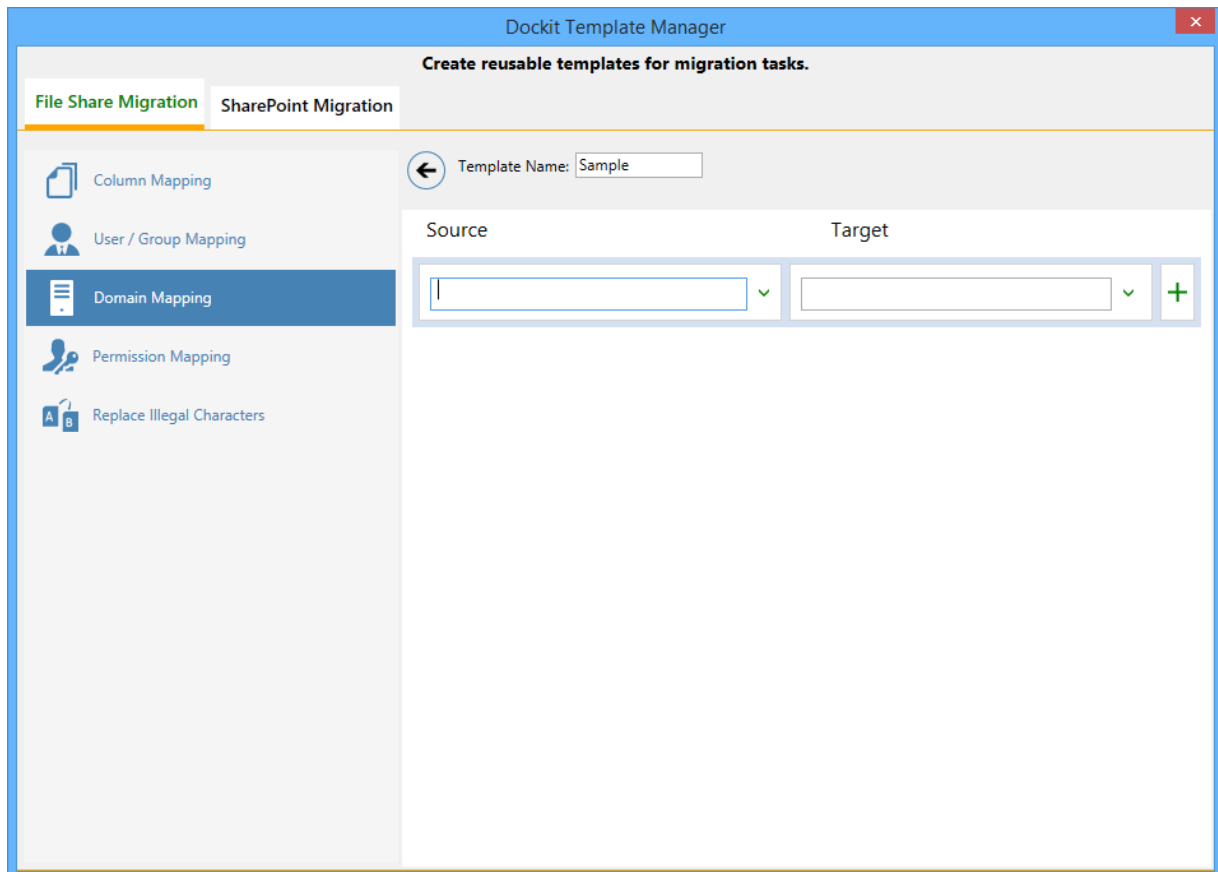 Dockit Template Manager
Create reusable templates for migration tasks.
File Share Migration
SharePoint Migration
Template Name: Sample
Column Mapping
User / Group Mapping
Domain Mapping
Permission Mapping
A B Replace Illegal Characters
Source Target